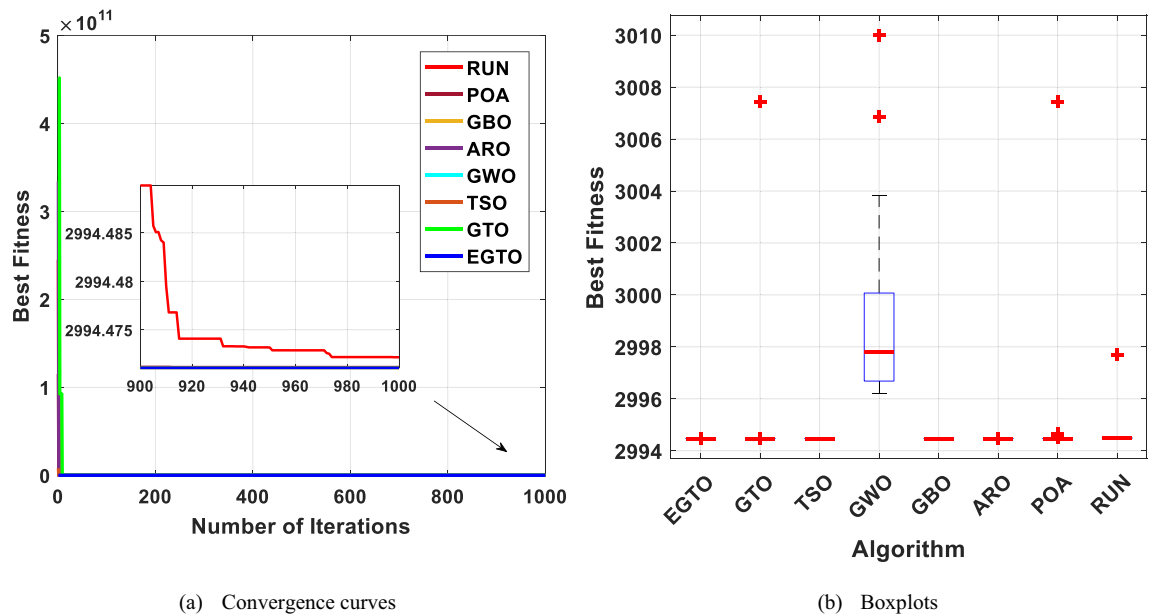 ×10^11
5
4
3
2
1
0
0 200 400 600 800 1000
Best Fitness
Number of Iterations
RUN
POA
GBO
ARO
GWO
TSO
GTO
EGTO
2994.485
2994.48
2994.475
900 920 940 960 980 1000
(a) Convergence curves
3010
3008
3006
3004
3002
3000
2998
2996
2994
Best Fitness
EGTO GTO TSO GWO GBO ARO POA RUN
Algorithm
(b) Boxplots